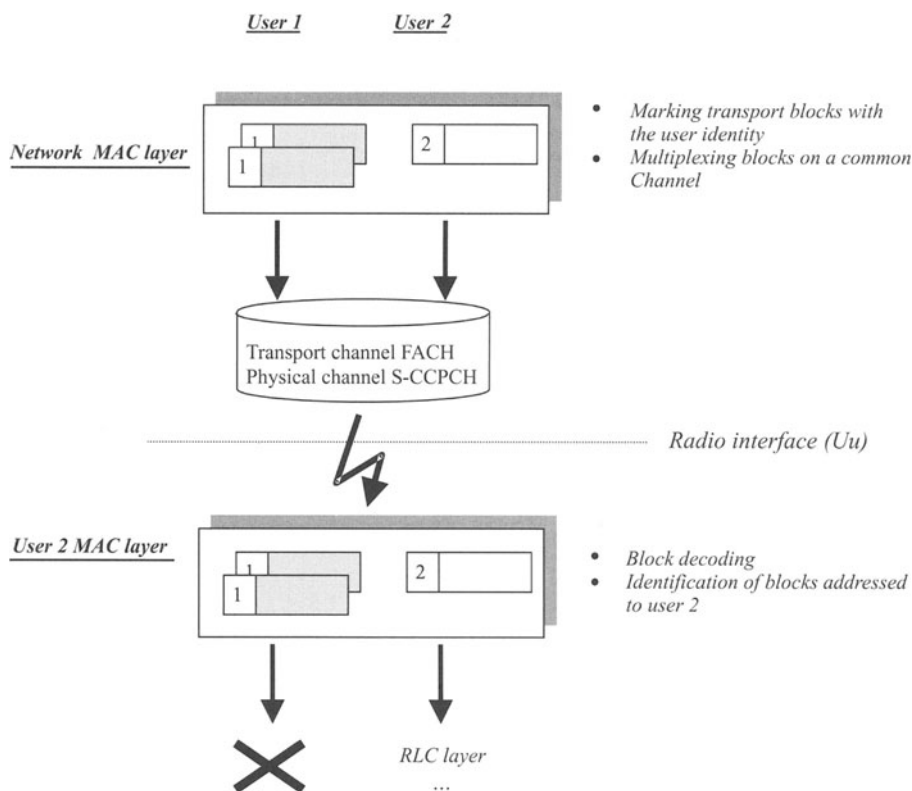 User 1
User 2
Network MAC layer
1
1
2
• Marking transport blocks with
the user identity
• Multiplexing blocks on a common
Channel
Transport channel FACH
Physical channel S-CCPCH
Radio interface (Uu)
User 2 MAC layer
1
1
2
• Block decoding
• Identification of blocks addressed
to user 2
RLC layer
...